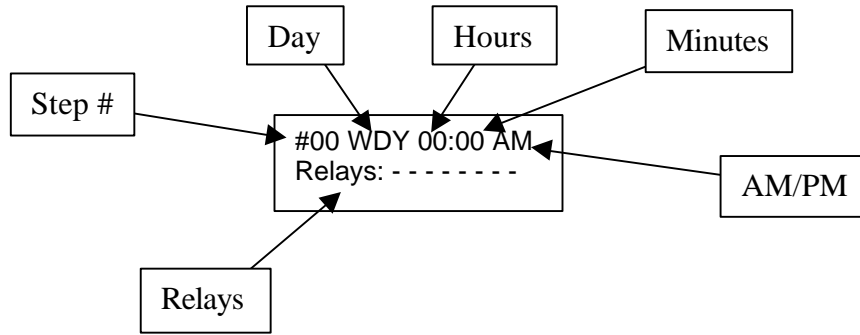 Day
Hours
Minutes
Step #
#00 WDY 00:00 AM
Relays: - - - - - - - -
AM/PM
Relays